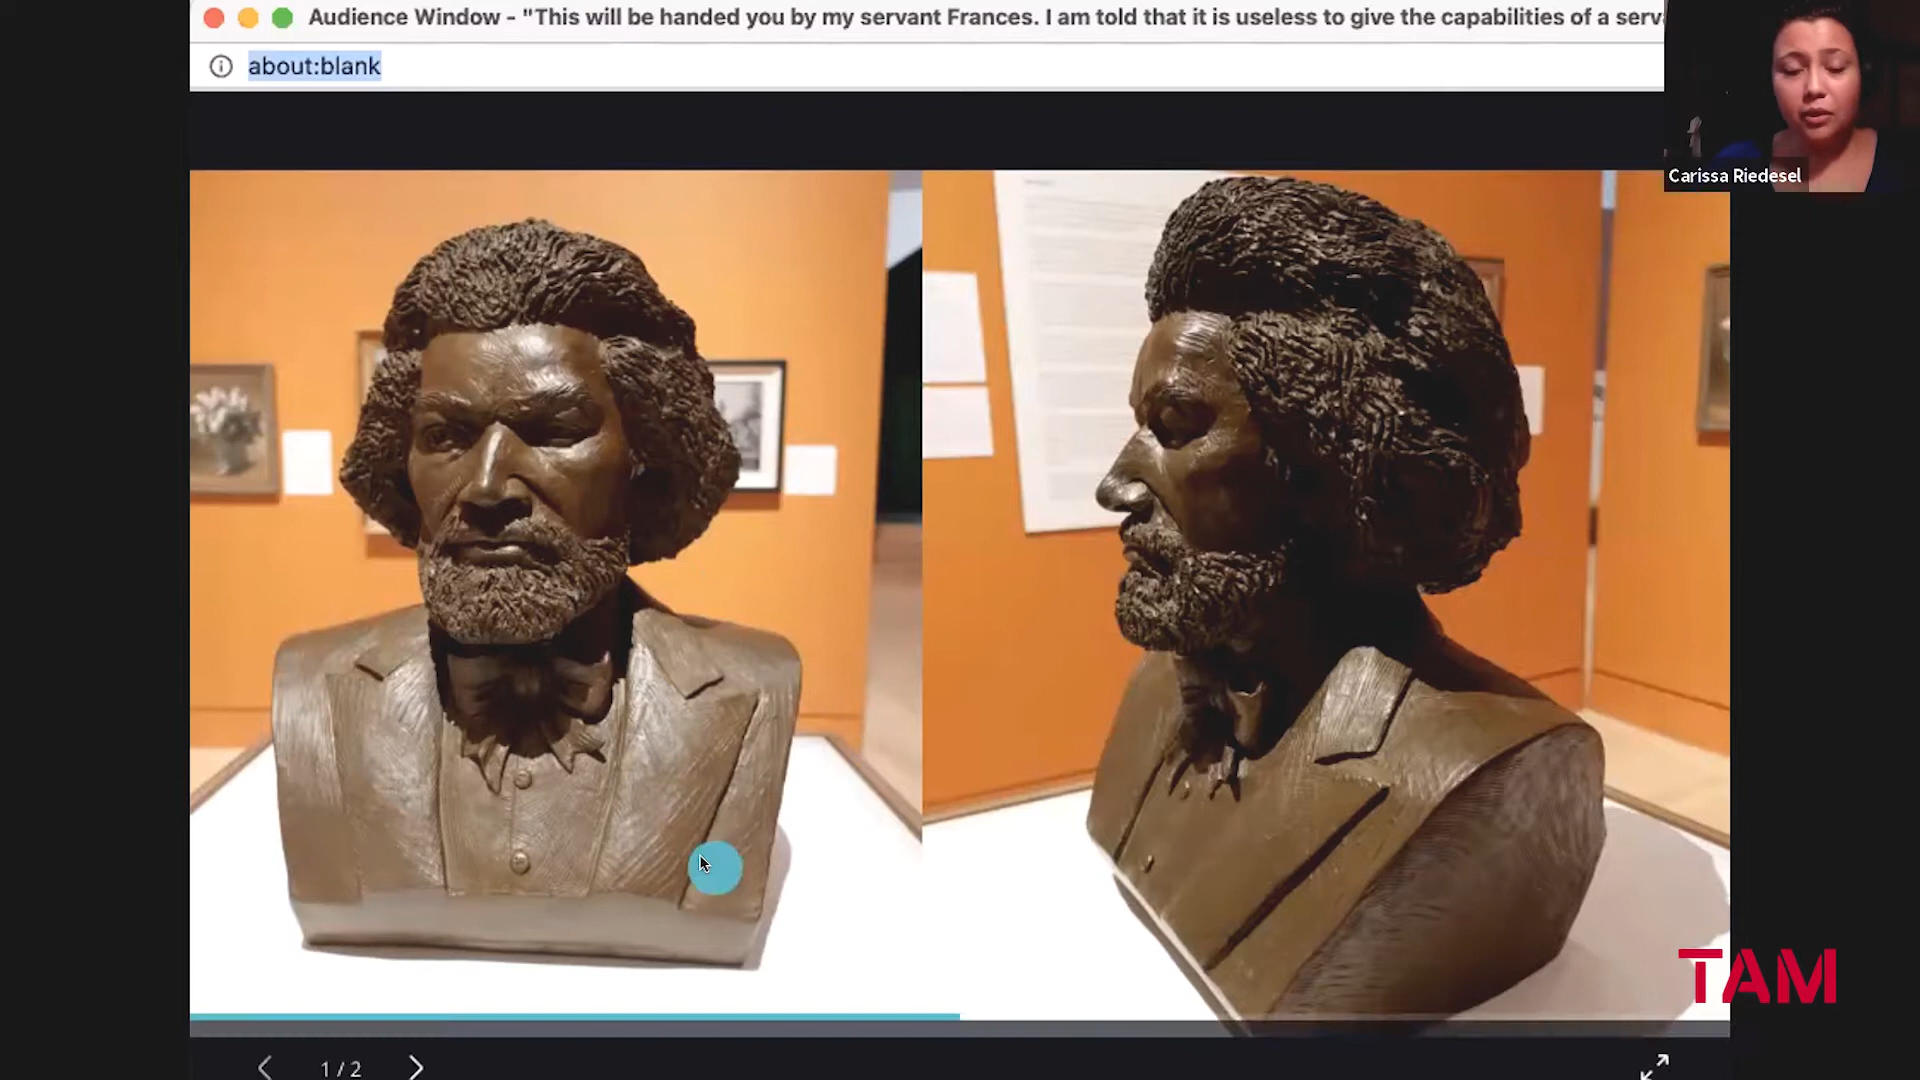 Audience Window - "This will be handed you by my servant Frances. I am told that it is useless to give the capabilities of a serv
about:blank
Carissa Riedesel
TAM
1 / 2